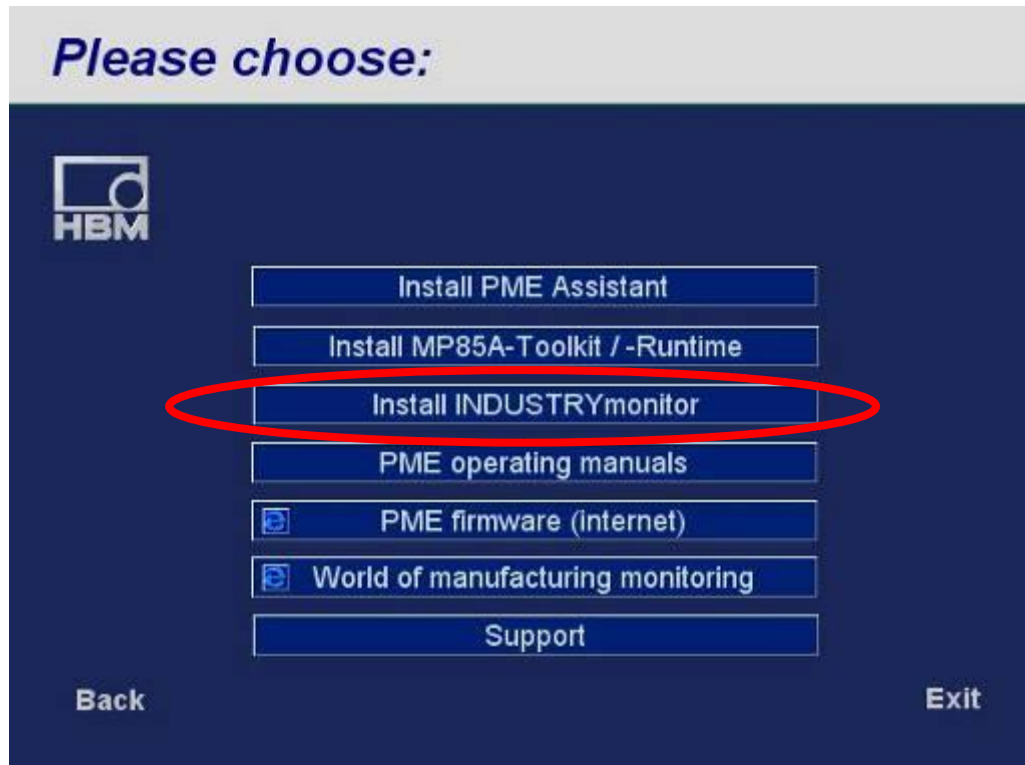 Please choose:
HBM
Install PME Assistant
Install MP85A-Toolkit / -Runtime
Install INDUSTRYmonitor
PME operating manuals
PME firmware (internet)
World of manufacturing monitoring
Support
Back
Exit